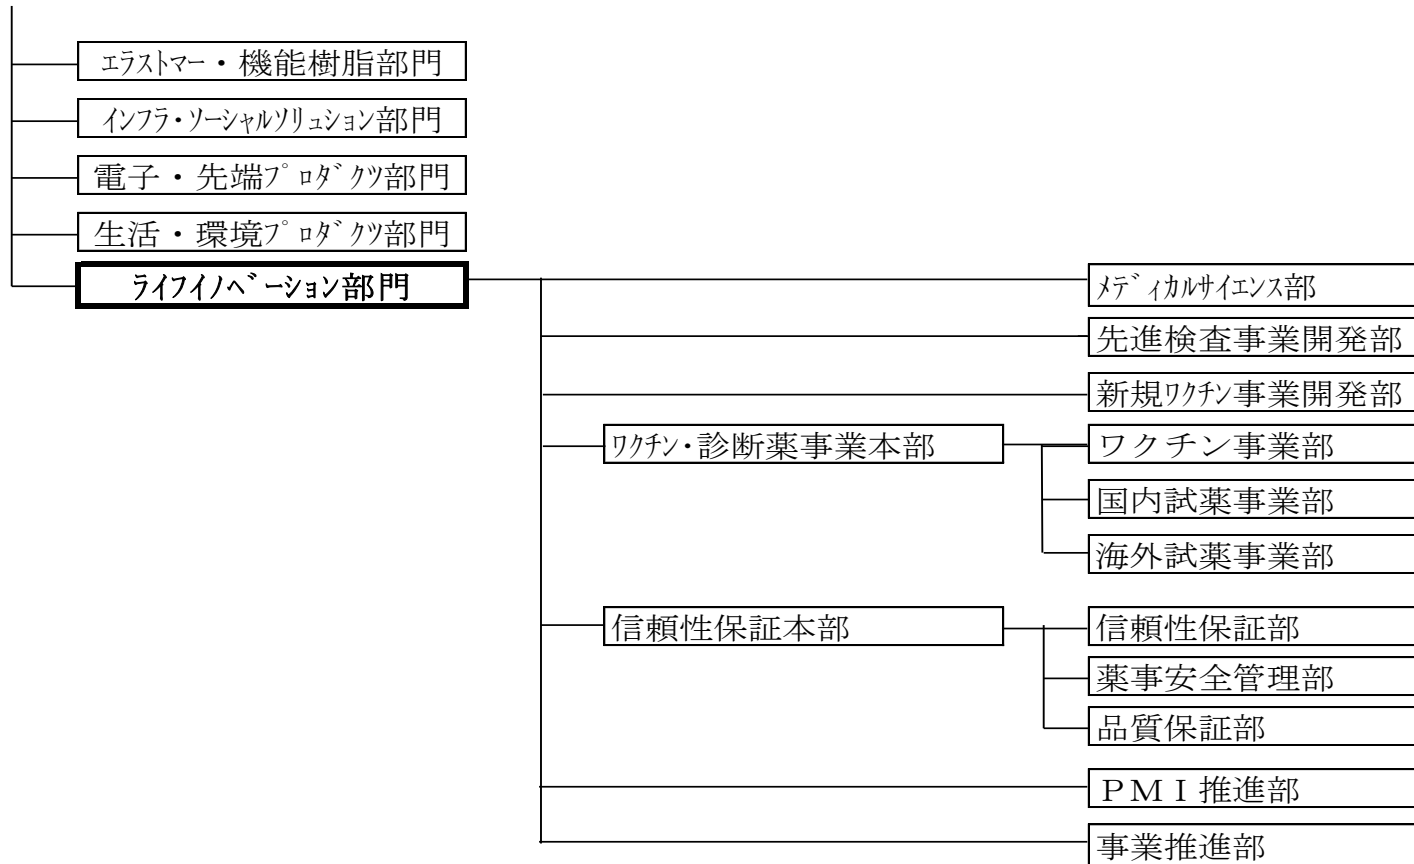 ｴﾗｽﾄﾏｰ・機能樹脂部門
ｲﾝﾌﾗ・ｿｰｼｬﾙｿﾘｭｼｮﾝ部門
電子・先端ﾌﾟﾛﾀﾞｸﾂ部門
生活・環境ﾌﾟﾛﾀﾞｸﾂ部門
ﾗｲﾌｲﾉﾍﾞｰｼｮﾝ部門
ﾒﾃﾞｨｶﾙｻｲｴﾝｽ部
先進検査事業開発部
新規ﾜｸﾁﾝ事業開発部
ﾜｸﾁﾝ・診断薬事業本部
ワクチン事業部
国内試薬事業部
海外試薬事業部
信頼性保証本部
信頼性保証部
薬事安全管理部
品質保証部
ＰＭＩ推進部
事業推進部